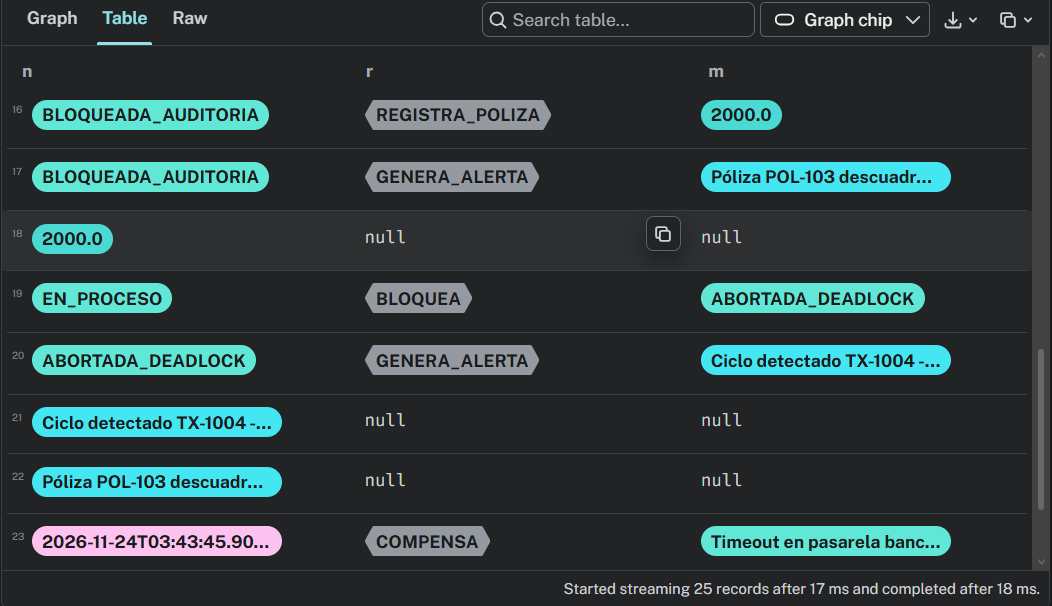 Graph Table Raw Search table... Graph chip
n r m
16 BLOQUEADA_AUDITORIA REGISTRA_POLIZA 2000.0
17 BLOQUEADA_AUDITORIA GENERA_ALERTA Póliza POL-103 descuadr...
18 2000.0 null null
19 EN_PROCESO BLOQUEA ABORTADA_DEADLOCK
20 ABORTADA_DEADLOCK GENERA_ALERTA Ciclo detectado TX-1004 -...
21 Ciclo detectado TX-1004 -... null null
22 Póliza POL-103 descuadr... null null
23 2026-11-24T03:43:45.90... COMPENSA Timeout en pasarela banc...
Started streaming 25 records after 17 ms and completed after 18 ms.